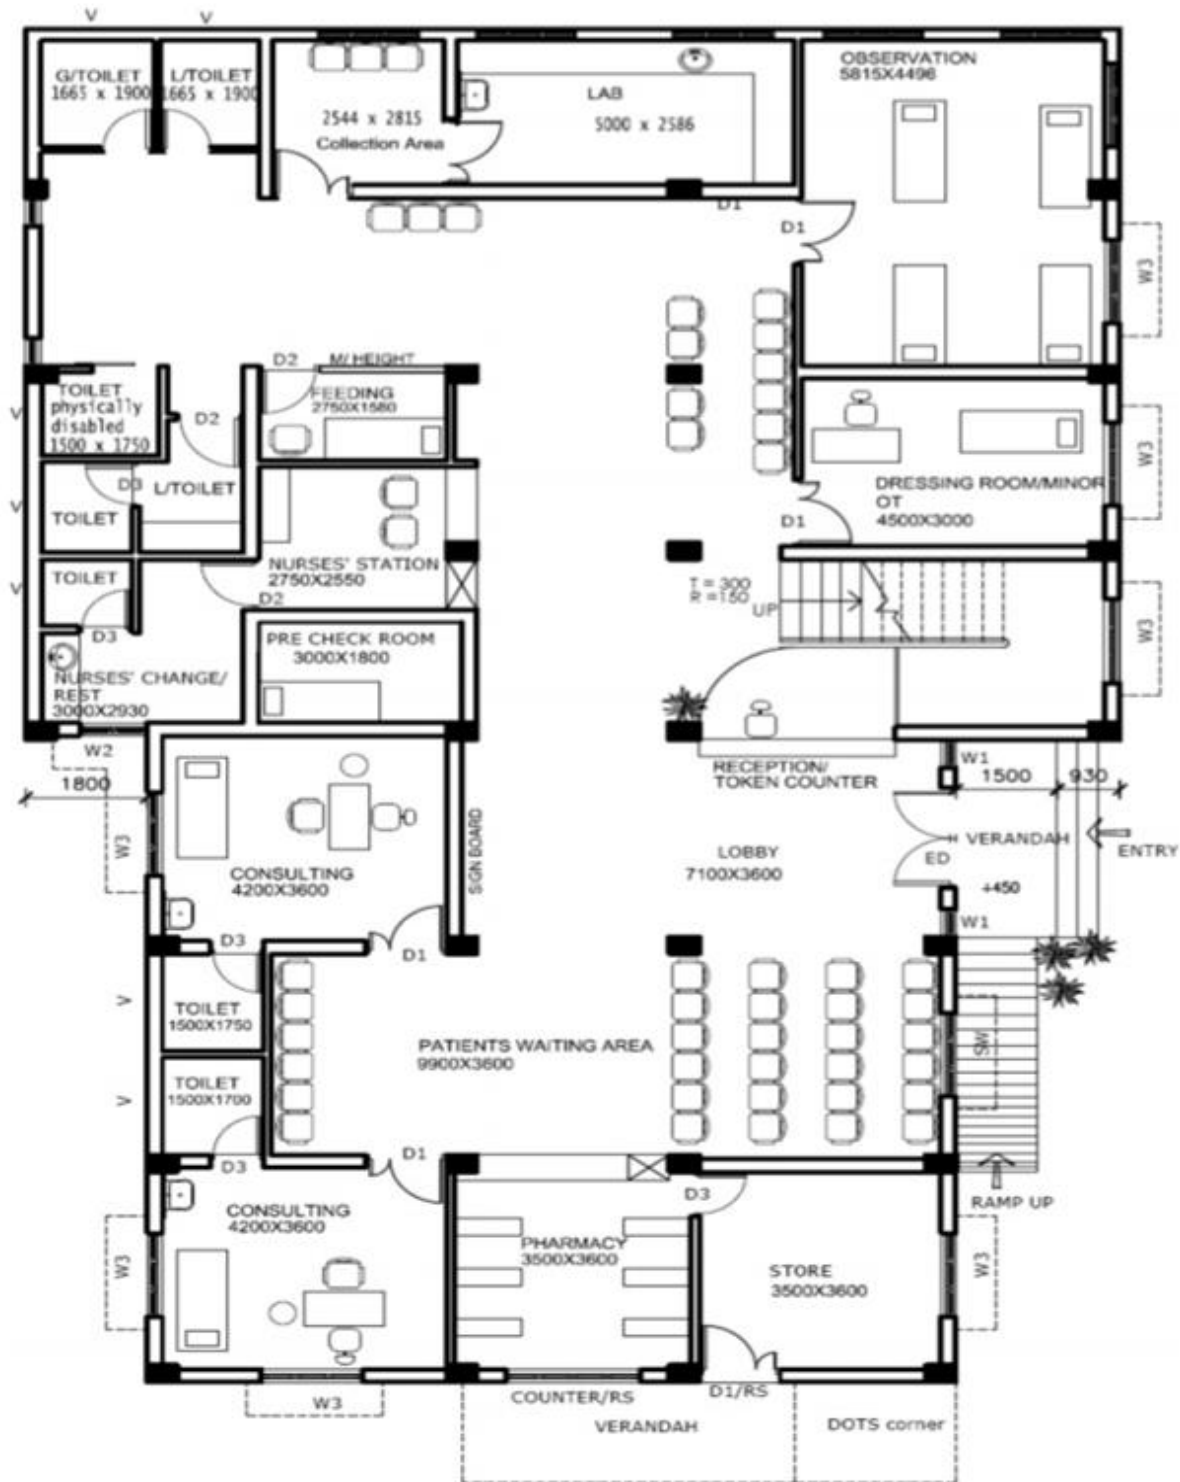 V
V
G/TOILET
1665 x 1900
L/TOILET
1665 x 1900
2544 x 2815
Collection Area
LAB
5000 x 2586
OBSERVATION
5815X4496
D1
D1
W3
D2
M/ HEIGHT
TOILET
physically
disabled
1500 x 1750
V
D2
FEEDING
2750X1580
W3
D3
L/TOILET
TOILET
V
DRESSING ROOM/MINOR
OT
4500X3000
D1
NURSES' STATION
2750X2550
TOILET
V
D2
T = 300
R =150
UP
W3
D3
PRE CHECK ROOM
3000X1800
NURSES' CHANGE/
REST
3000X2930
W2
1800
RECEPTION/
TOKEN COUNTER
W1
1500
930
W3
CONSULTING
4200X3600
SIGN BOARD
LOBBY
7100X3600
VERANDAH
ED
ENTRY
+450
W1
D3
D1
V
TOILET
1500X1750
PATIENTS WAITING AREA
9900X3600
SW
V
TOILET
1500X1700
D3
D1
D3
RAMP UP
CONSULTING
4200X3600
W3
PHARMACY
3500X3600
STORE
3500X3600
W3
W3
COUNTER/RS
D1/RS
VERANDAH
DOTS corner